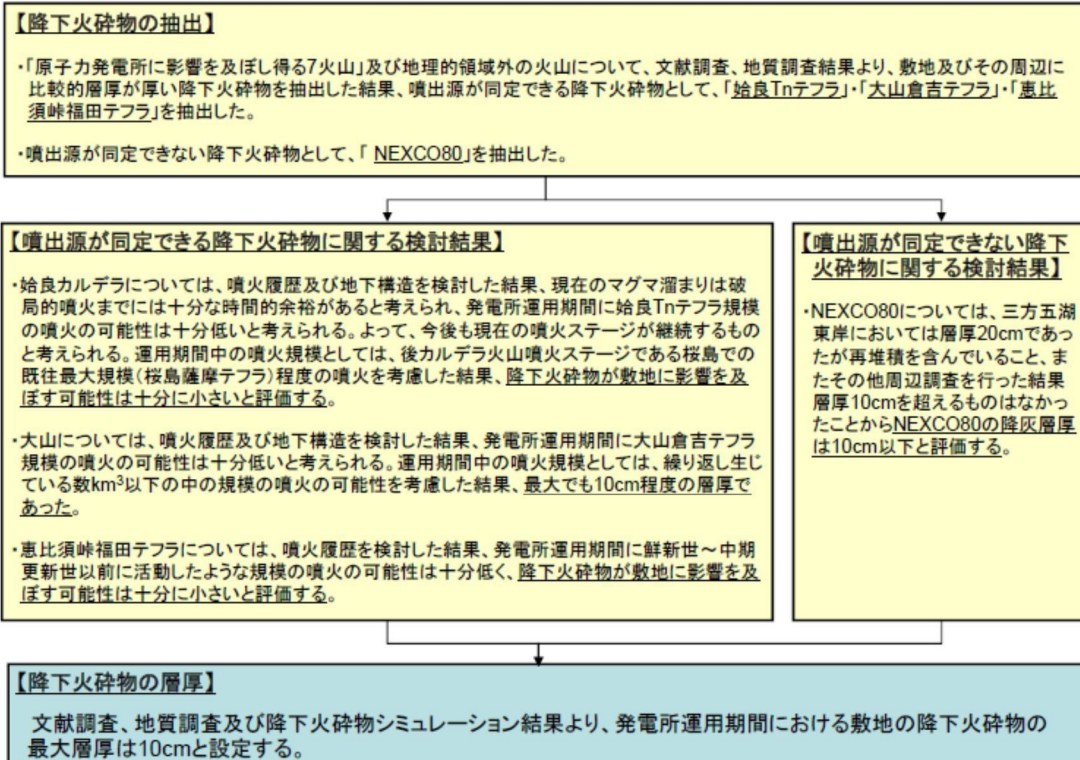 【降下火砕物の抽出】
・「原子力発電所に影響を及ぼし得る7火山」及び地理的領域外の火山について、文献調査、地質調査結果より、敷地及びその周辺に
比較的層厚が厚い降下火砕物を抽出した結果、噴出源が同定できる降下火砕物として、「姶良Tnテフラ」・「大山倉吉テフラ」・「恵比
須峠福田テフラ」を抽出した。
・噴出源が同定できない降下火砕物として、「 NEXCO80」を抽出した。
【噴出源が同定できる降下火砕物に関する検討結果】
・姶良カルデラについては、噴火履歴及び地下構造を検討した結果、現在のマグマ溜まりは破
局的噴火までには十分な時間的余裕があると考えられ、発電所運用期間に姶良Tnテフラ規模
の噴火の可能性は十分低いと考えられる。よって、今後も現在の噴火ステージが継続するもの
と考えられる。運用期間中の噴火規模としては、後カルデラ火山噴火ステージである桜島での
既往最大規模(桜島薩摩テフラ)程度の噴火を考慮した結果、降下火砕物が敷地に影響を及
ぼす可能性は十分に小さいと評価する。
・大山については、噴火履歴及び地下構造を検討した結果、発電所運用期間に大山倉吉テフラ
規模の噴火の可能性は十分低いと考えられる。運用期間中の噴火規模としては、繰り返し生じ
ている数km³以下の中の規模の噴火の可能性を考慮した結果、最大でも10cm程度の層厚で
あった。
・恵比須峠福田テフラについては、噴火履歴を検討した結果、発電所運用期間に鮮新世～中期
更新世以前に活動したような規模の噴火の可能性は十分低く、降下火砕物が敷地に影響を及
ぼす可能性は十分に小さいと評価する。
【噴出源が同定できない降下
火砕物に関する検討結果】
・NEXCO80については、三方五湖
東岸においては層厚20cmであっ
たが再堆積を含んでいること、ま
たその他周辺調査を行った結果
層厚10cmを超えるものはなかっ
たことからNEXCO80の降灰層厚
は10cm以下と評価する。
【降下火砕物の層厚】
文献調査、地質調査及び降下火砕物シミュレーション結果より、発電所運用期間における敷地の降下火砕物の
最大層厚は10cmと設定する。